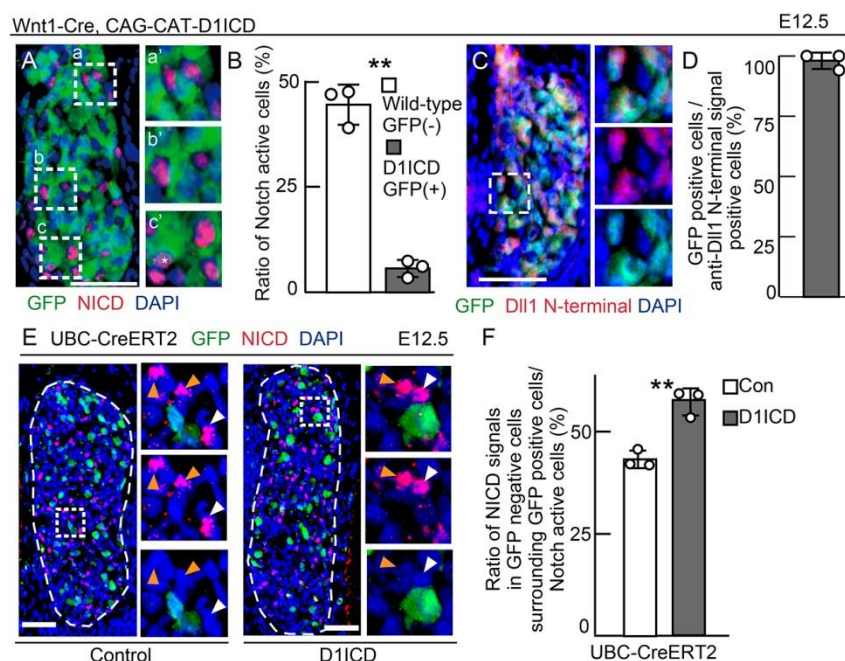 Wnt1-Cre, CAG-CAT-D1ICD
E12.5
A
a
b
c
a'
b'
c'
*
GFP NICD DAPI
B
Ratio of Notch active cells (%)
50
25
0
**
Wild-type
GFP(-)
D1ICD
GFP(+)
C
GFP Dll1 N-terminal DAPI
D
GFP positive cells /
anti-Dll1 N-terminal signal
positive cells (%)
100
75
50
25
0
E UBC-CreERT2 GFP NICD DAPI E12.5
Control
D1ICD
F
Ratio of NICD signals
in GFP negative cells
surrounding GFP positive cells/
Notch active cells (%)
50
25
0
**
Con
D1ICD
UBC-CreERT2